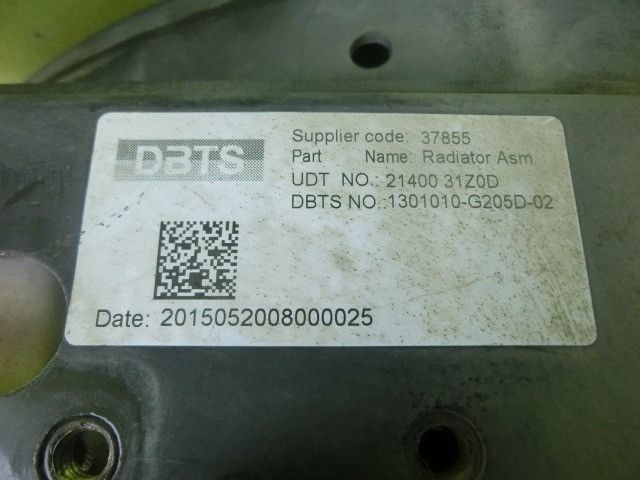 DBTS
Supplier code: 37855
Part Name: Radiator Asm
UDT NO.: 21400 31Z0D
DBTS NO.:1301010-G205D-02
Date: 2015052008000025